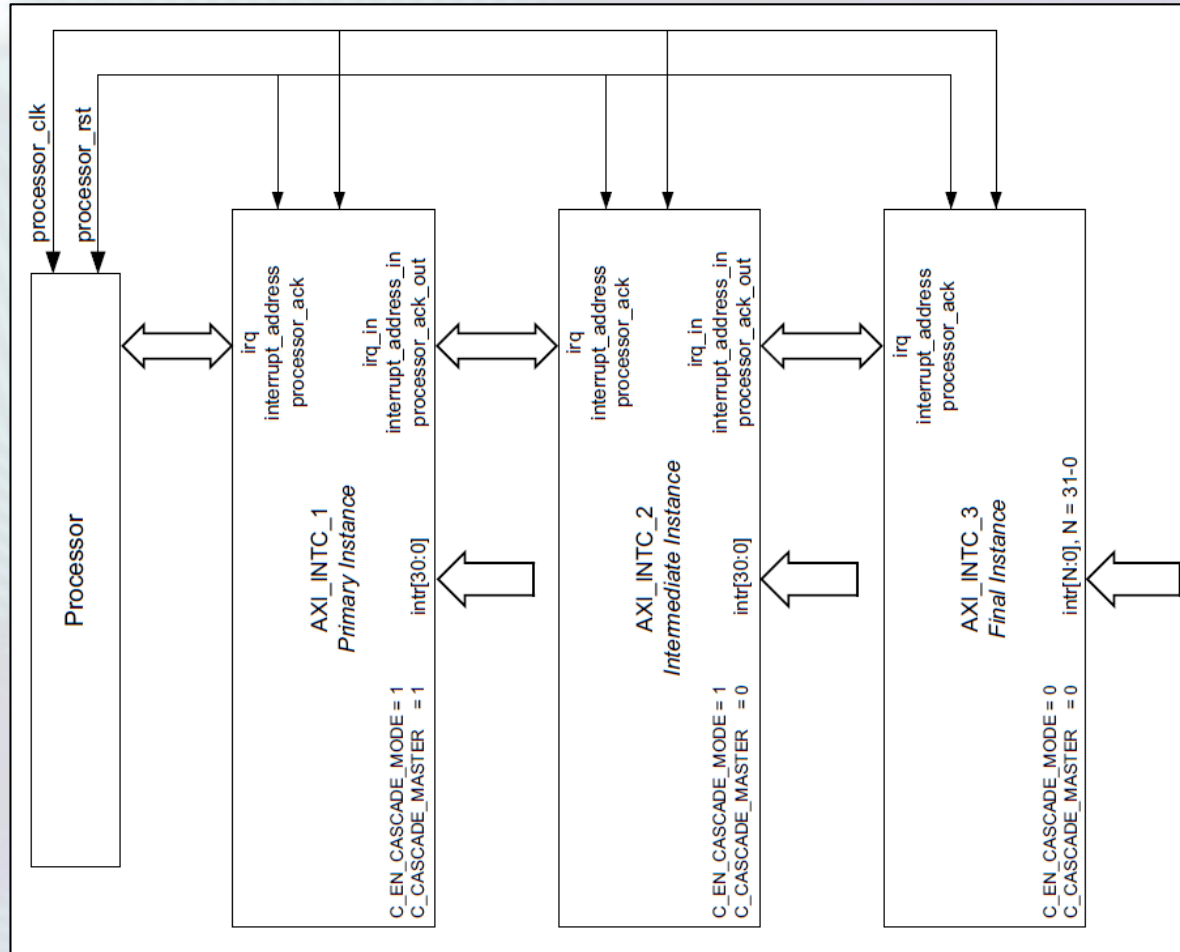 processor_clk
processor_rst
Processor
irq
interrupt_address
processor_ack
irq_in
interrupt_address_in
processor_ack_out
AXI_INTC_1
Primary Instance
intr[30:0]
C_EN_CASCADE_MODE = 1
C_CASCADE_MASTER = 1
irq
interrupt_address
processor_ack
irq_in
interrupt_address_in
processor_ack_out
AXI_INTC_2
Intermediate Instance
intr[30:0]
C_EN_CASCADE_MODE = 1
C_CASCADE_MASTER = 0
irq
interrupt_address
processor_ack
AXI_INTC_3
Final Instance
intr[N:0], N = 31-0
C_EN_CASCADE_MODE = 0
C_CASCADE_MASTER = 0